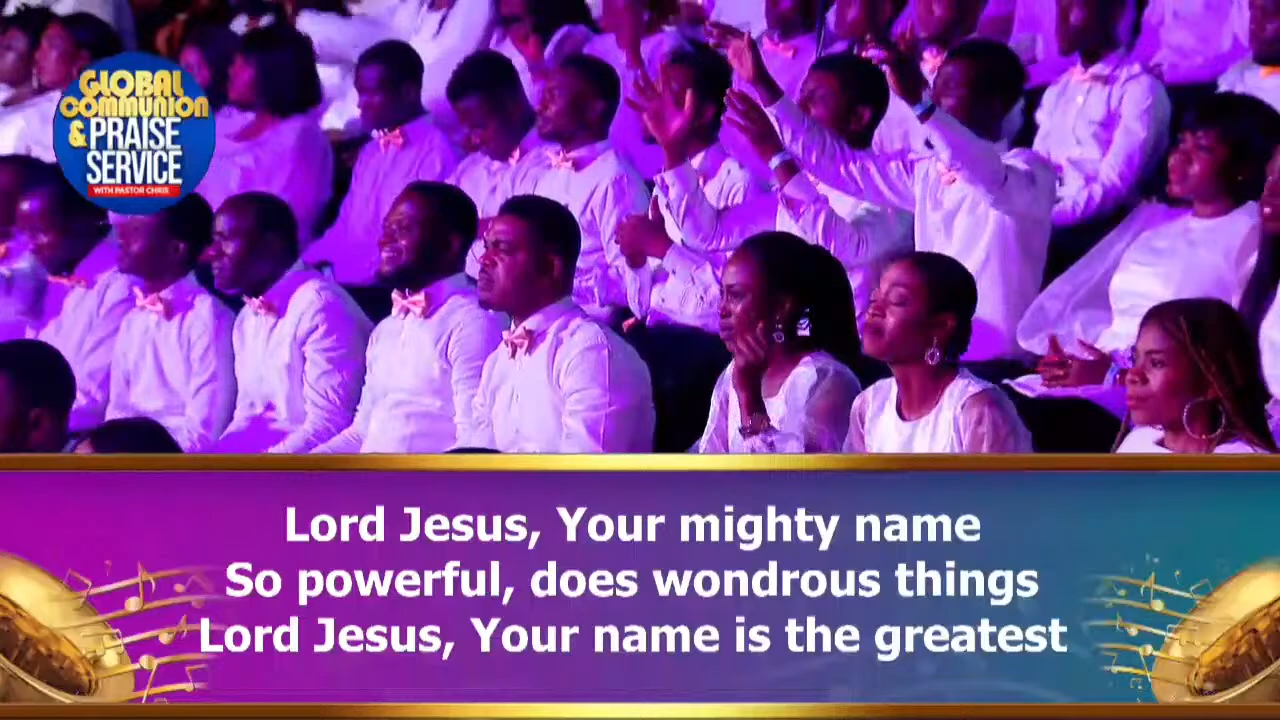 GLOBAL
COMMUNION
& PRAISE
SERVICE
WITH PASTOR CHRIS
Lord Jesus, Your mighty name
So powerful, does wondrous things
Lord Jesus, Your name is the greatest